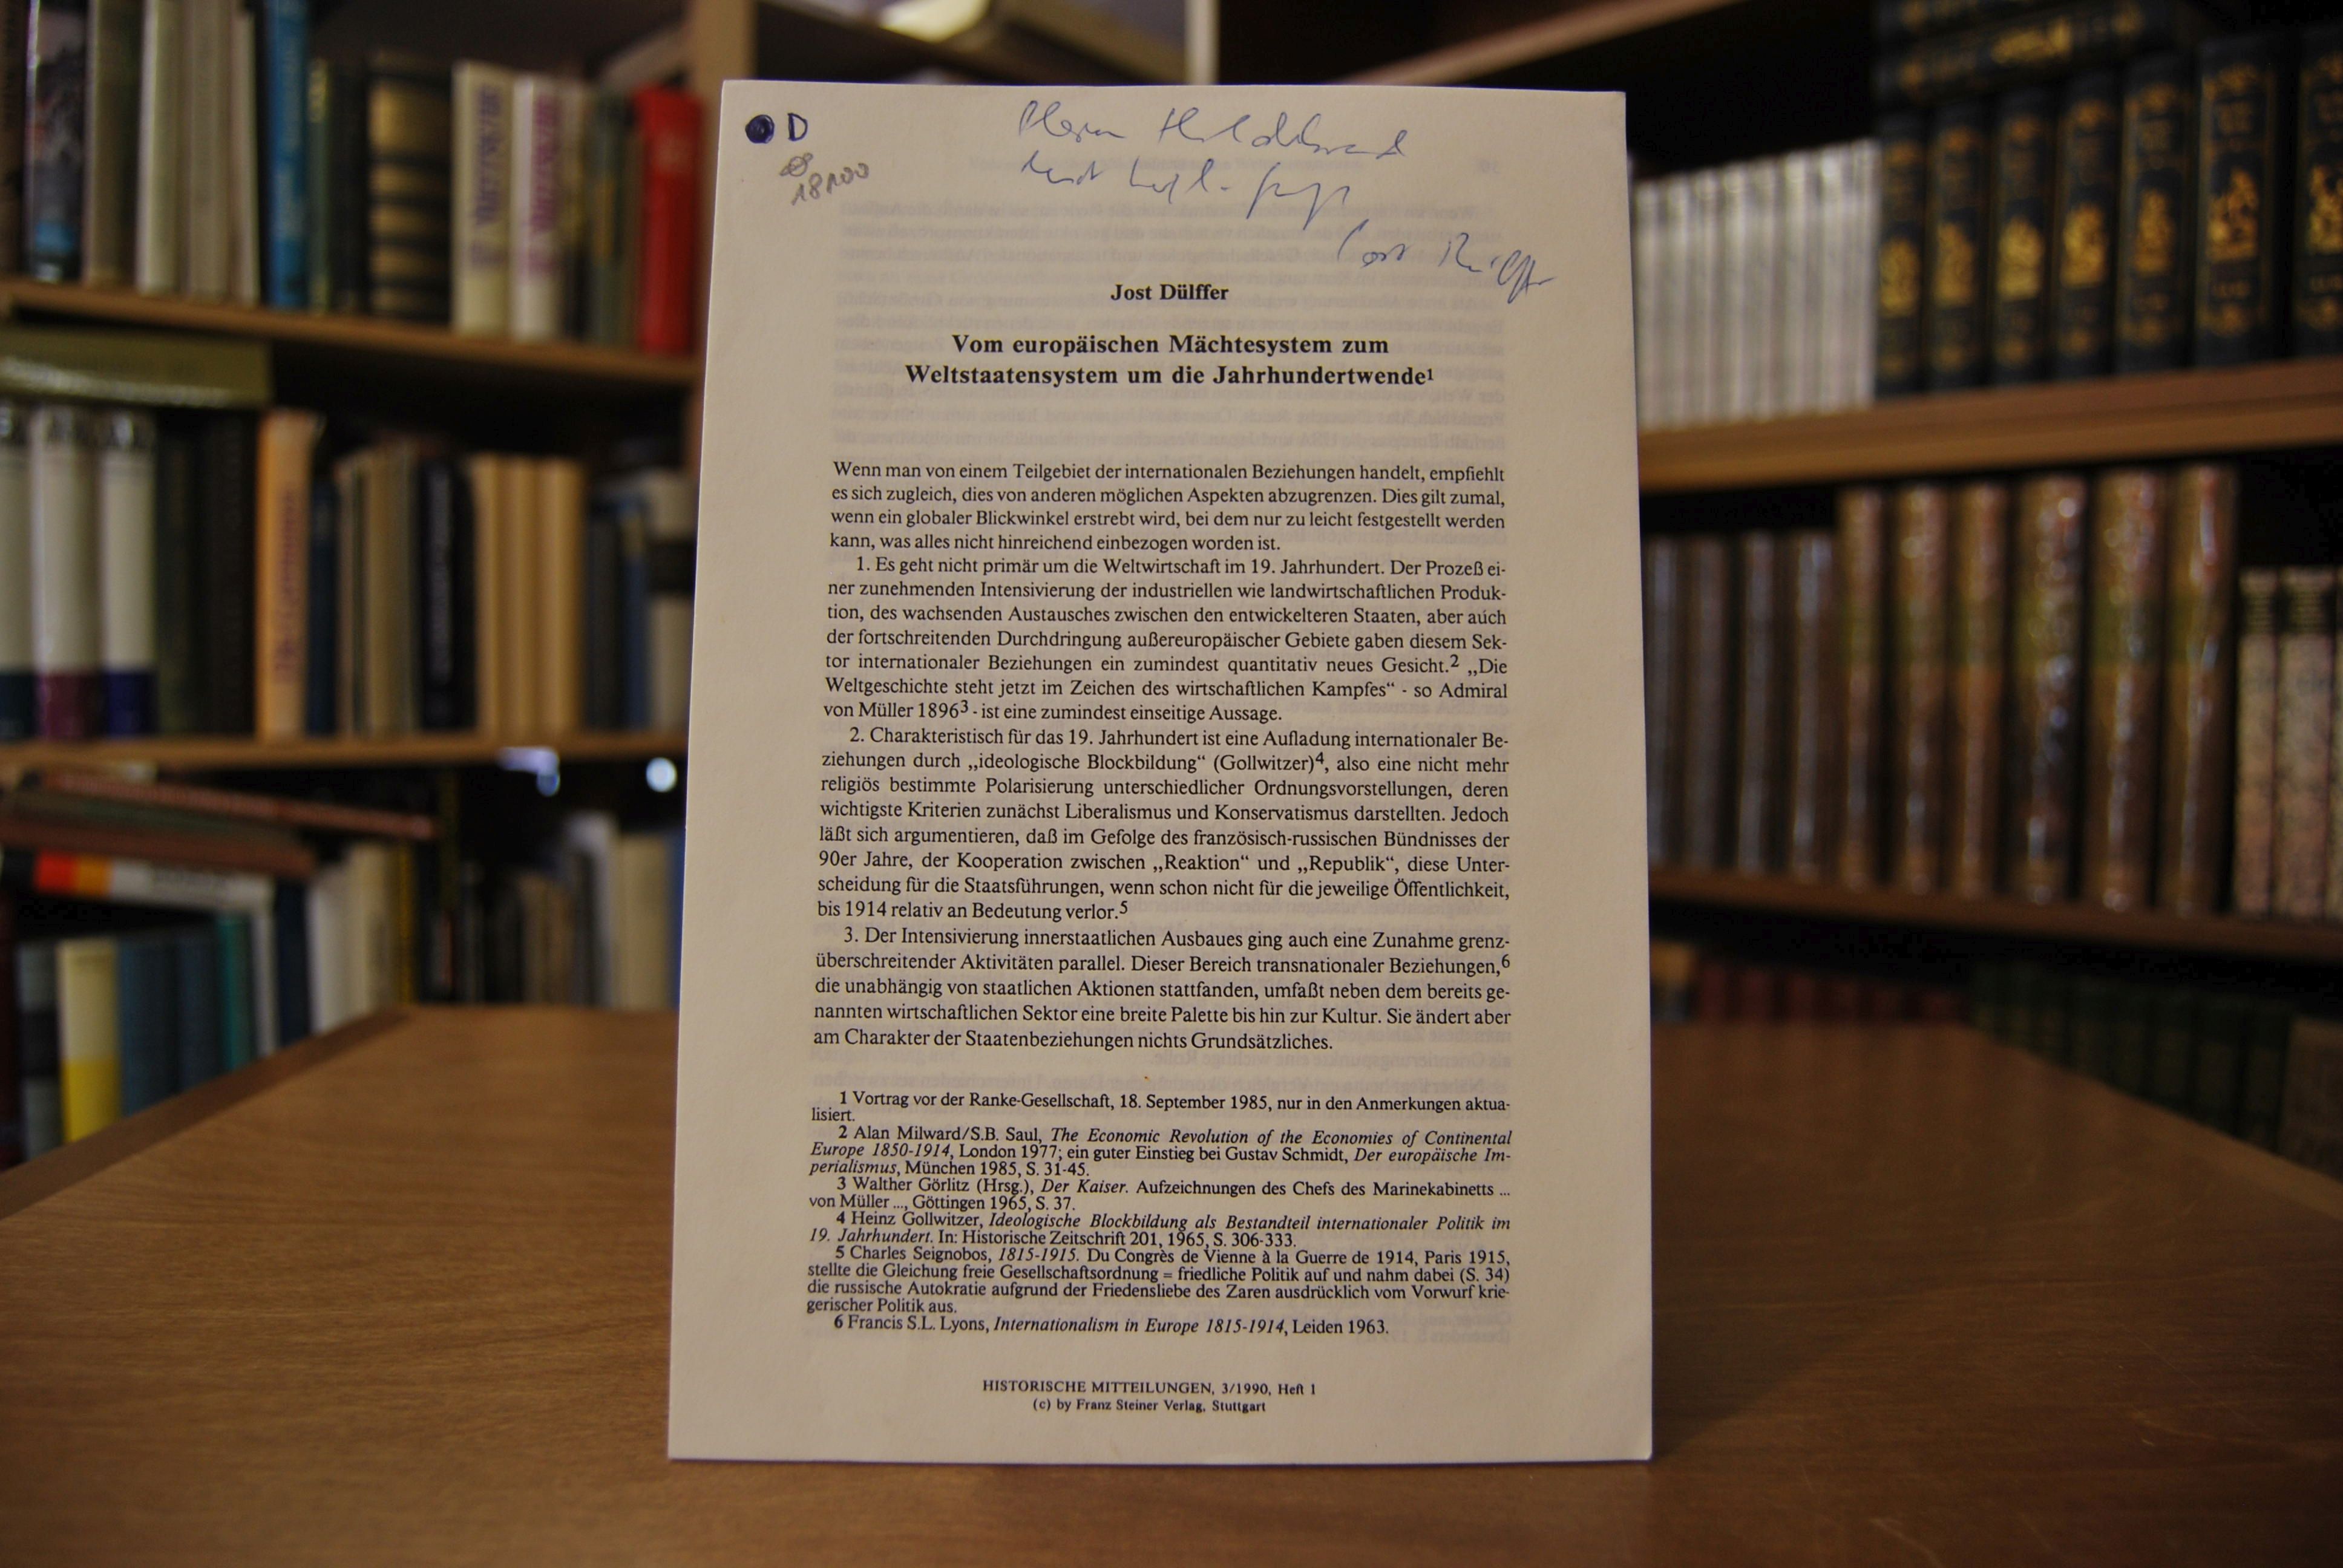 D
Herrn Hildebrand
mit
Jost Dülffer
Jost Dülffer
Vom europäischen Mächtesystem zum
Weltstaatensystem um die Jahrhundertwende1
Wenn man von einem Teilgebiet der internationalen Beziehungen handelt, empfiehlt
es sich zugleich, dies von anderen möglichen Aspekten abzugrenzen. Dies gilt zumal,
wenn ein globaler Blickwinkel erstrebt wird, bei dem nur zu leicht festgestellt werden
kann, was alles nicht hinreichend einbezogen worden ist.
1. Es geht nicht primär um die Weltwirtschaft im 19. Jahrhundert. Der Prozeß ei-
ner zunehmenden Intensivierung der industriellen wie landwirtschaftlichen Produk-
tion, des wachsenden Austausches zwischen den entwickelteren Staaten, aber auch
der fortschreitenden Durchdringung außereuropäischer Gebiete gaben diesem Sek-
tor internationaler Beziehungen ein zumindest quantitativ neues Gesicht.2 „Die
Weltgeschichte steht jetzt im Zeichen des wirtschaftlichen Kampfes“ - so Admiral
von Müller 18963 - ist eine zumindest einseitige Aussage.
2. Charakteristisch für das 19. Jahrhundert ist eine Aufladung internationaler Be-
ziehungen durch „ideologische Blockbildung“ (Gollwitzer)4, also eine nicht mehr
religiös bestimmte Polarisierung unterschiedlicher Ordnungsvorstellungen, deren
wichtigste Kriterien zunächst Liberalismus und Konservatismus darstellten. Jedoch
läßt sich argumentieren, daß im Gefolge des französisch-russischen Bündnisses der
90er Jahre, der Kooperation zwischen „Reaktion“ und „Republik“, diese Unter-
scheidung für die Staatsführungen, wenn schon nicht für die jeweilige Öffentlichkeit,
bis 1914 relativ an Bedeutung verlor.5
3. Der Intensivierung innerstaatlichen Ausbaues ging auch eine Zunahme grenz-
überschreitender Aktivitäten parallel. Dieser Bereich transnationaler Beziehungen,6
die unabhängig von staatlichen Aktionen stattfanden, umfaßt neben dem bereits ge-
nannten wirtschaftlichen Sektor eine breite Palette bis hin zur Kultur. Sie ändert aber
am Charakter der Staatenbeziehungen nichts Grundsätzliches.
1 Vortrag vor der Ranke-Gesellschaft, 18. September 1985, nur in den Anmerkungen aktua-
lisiert.
2 Alan Milward/S.B. Saul, The Economic Revolution of the Economies of Continental
Europe 1850-1914, London 1977; ein guter Einstieg bei Gustav Schmidt, Der europäische Im-
perialismus, München 1985, S. 31-45.
3 Walther Görlitz (Hrsg.), Der Kaiser. Aufzeichnungen des Chefs des Marinekabinetts ...
von Müller ..., Göttingen 1965, S. 37.
4 Heinz Gollwitzer, Ideologische Blockbildung als Bestandteil internationaler Politik im
19. Jahrhundert. In: Historische Zeitschrift 201, 1965, S. 306-333.
5 Charles Seignobos, 1815-1915. Du Congrès de Vienne à la Guerre de 1914, Paris 1915,
stellte die Gleichung freie Gesellschaftsordnung = friedliche Politik auf und nahm dabei (S. 34)
die russische Autokratie aufgrund der Friedensliebe des Zaren ausdrücklich vom Vorwurf krie-
gerischer Politik aus.
6 Francis S.L. Lyons, Internationalism in Europe 1815-1914, Leiden 1963.
HISTORISCHE MITTEILUNGEN, 3/1990, Heft 1
(c) by Franz Steiner Verlag, Stuttgart